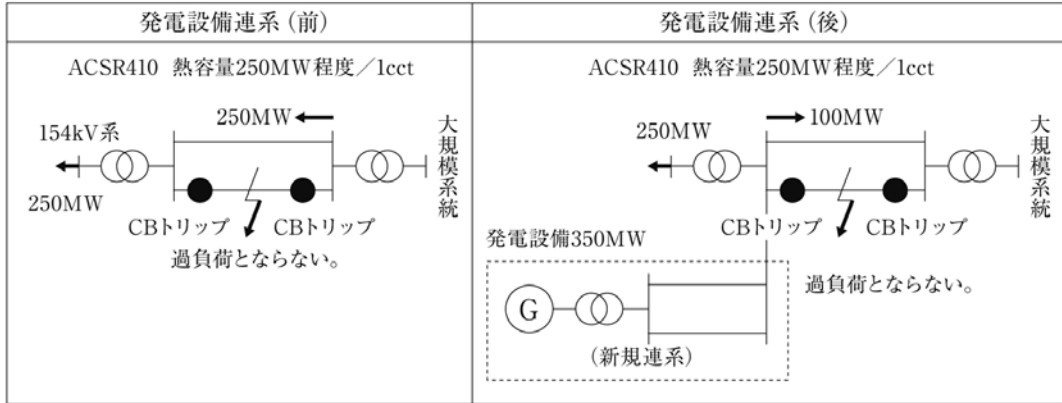 発電設備連系(前)
ACSR410 熱容量250MW程度/1cct
250MW
154kV系
250MW
大規模系統
CBトリップ
CBトリップ
過負荷とならない。
発電設備連系(後)
ACSR410 熱容量250MW程度/1cct
100MW
250MW
大規模系統
CBトリップ
CBトリップ
発電設備350MW
過負荷とならない。
G
(新規連系)